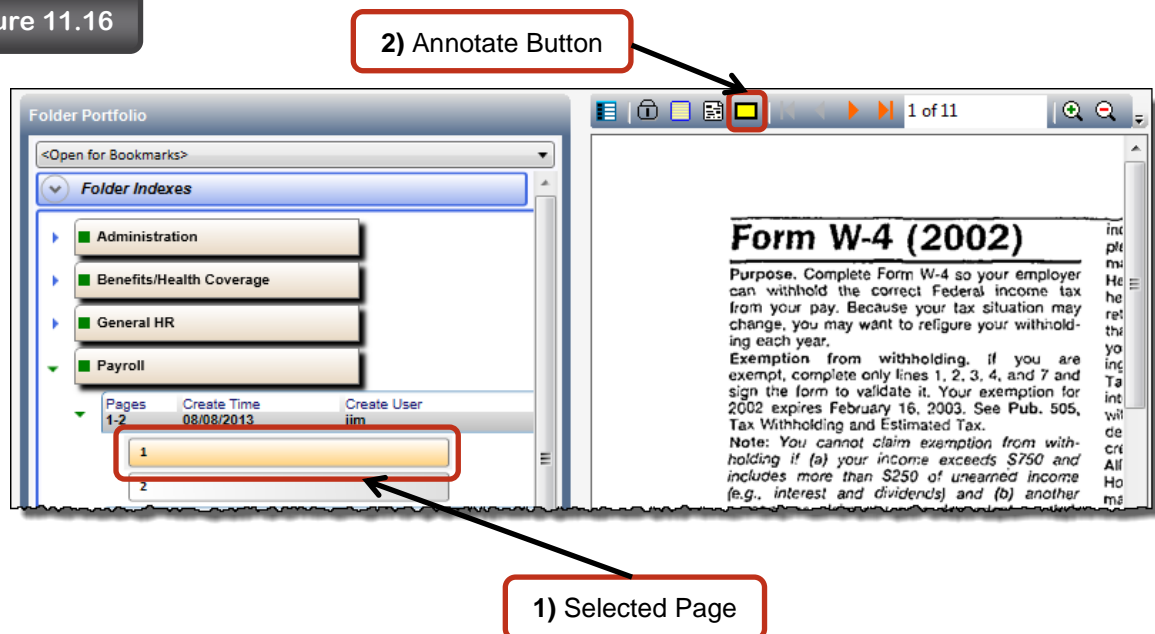 ure 11.16
2) Annotate Button
Folder Portfolio
1 of 11
<Open for Bookmarks>
Folder Indexes
Administration
Benefits/Health Coverage
General HR
Payroll
Pages Create Time Create User
1-2 08/08/2013 jim
1
2
Form W-4 (2002)
Purpose. Complete Form W-4 so your employer
can withhold the correct Federal income tax
from your pay. Because your tax situation may
change, you may want to refigure your withhold-
ing each year.
Exemption from withholding. If you are
exempt, complete only lines 1, 2, 3, 4, and 7 and
sign the form to validate it. Your exemption for
2002 expires February 16, 2003. See Pub. 505,
Tax Withholding and Estimated Tax.
Note: You cannot claim exemption from with-
holding if (a) your income exceeds $750 and
includes more than $250 of unearned income
(e.g., interest and dividends) and (b) another
1) Selected Page